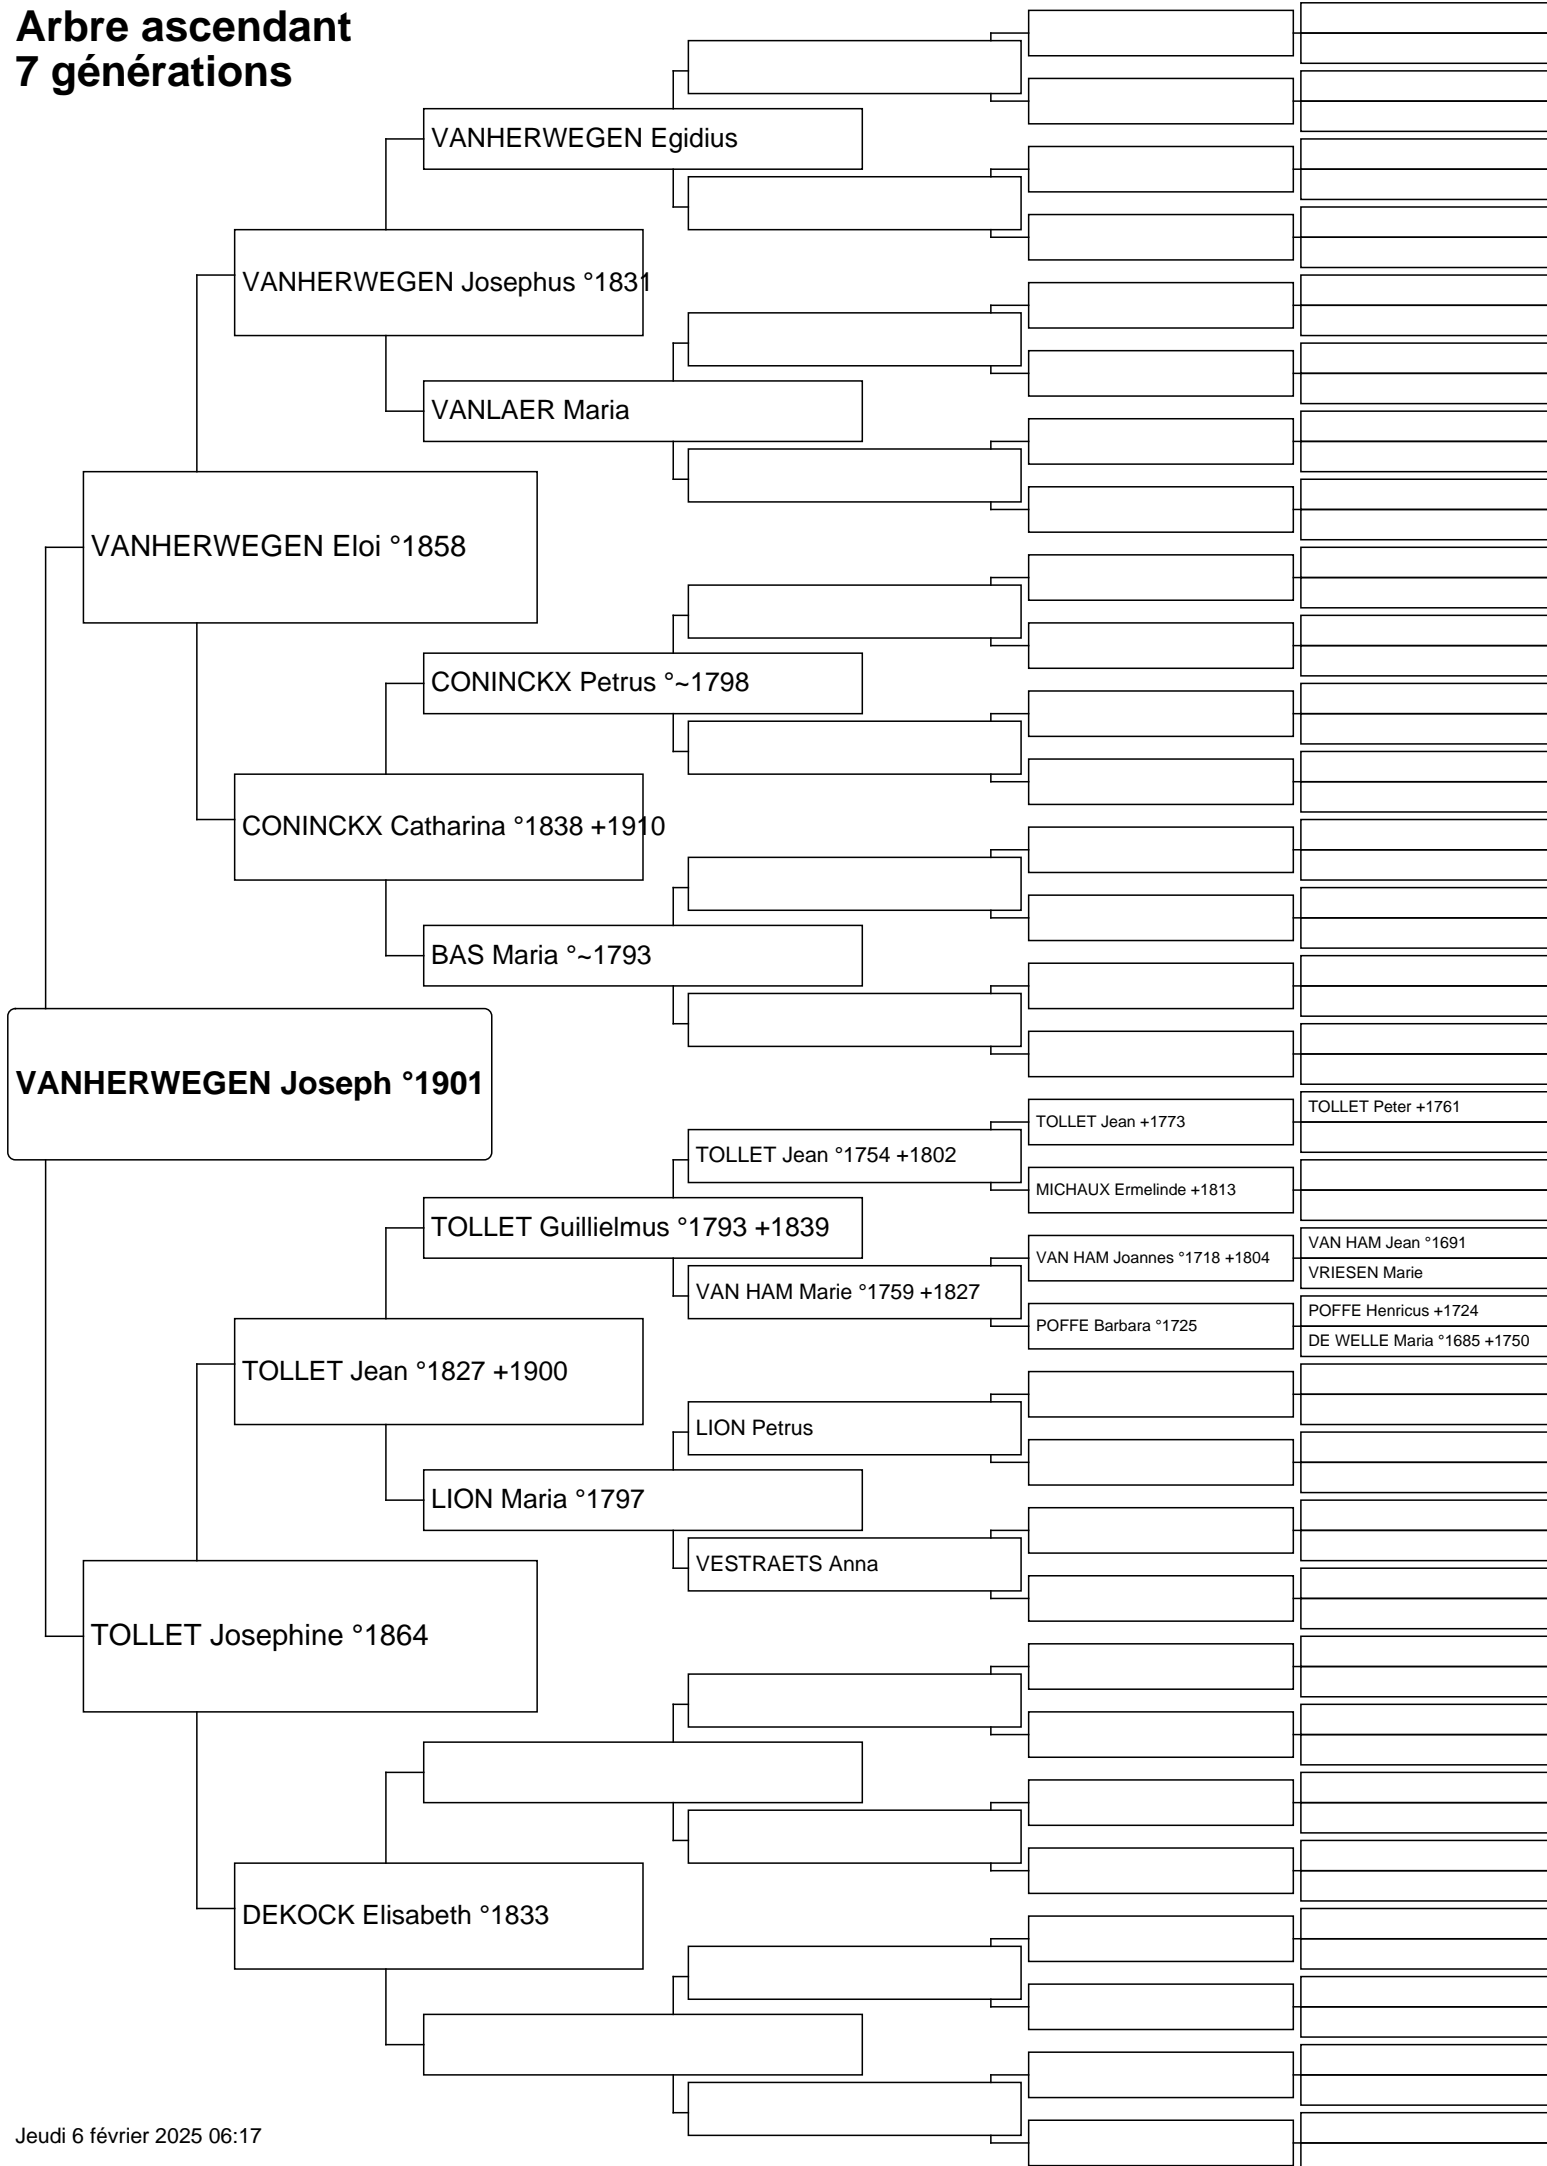 Arbre ascendant
7 générations
VANHERWEGEN Egidius
VANHERWEGEN Josephus °1831
VANLAER Maria
VANHERWEGEN Eloi °1858
CONINCKX Petrus °~1798
CONINCKX Catharina °1838 +1910
BAS Maria °~1793
VANHERWEGEN Joseph °1901
TOLLET Peter +1761
TOLLET Jean +1773
TOLLET Jean °1754 +1802
MICHAUX Ermelinde +1813
TOLLET Guillielmus °1793 +1839
VAN HAM Jean °1691
VAN HAM Joannes °1718 +1804
VRIESEN Marie
VAN HAM Marie °1759 +1827
POFFE Henricus +1724
POFFE Barbara °1725
DE WELLE Maria °1685 +1750
TOLLET Jean °1827 +1900
LION Petrus
LION Maria °1797
VESTRAETS Anna
TOLLET Josephine °1864
DEKOCK Elisabeth °1833
Jeudi 6 février 2025 06:17